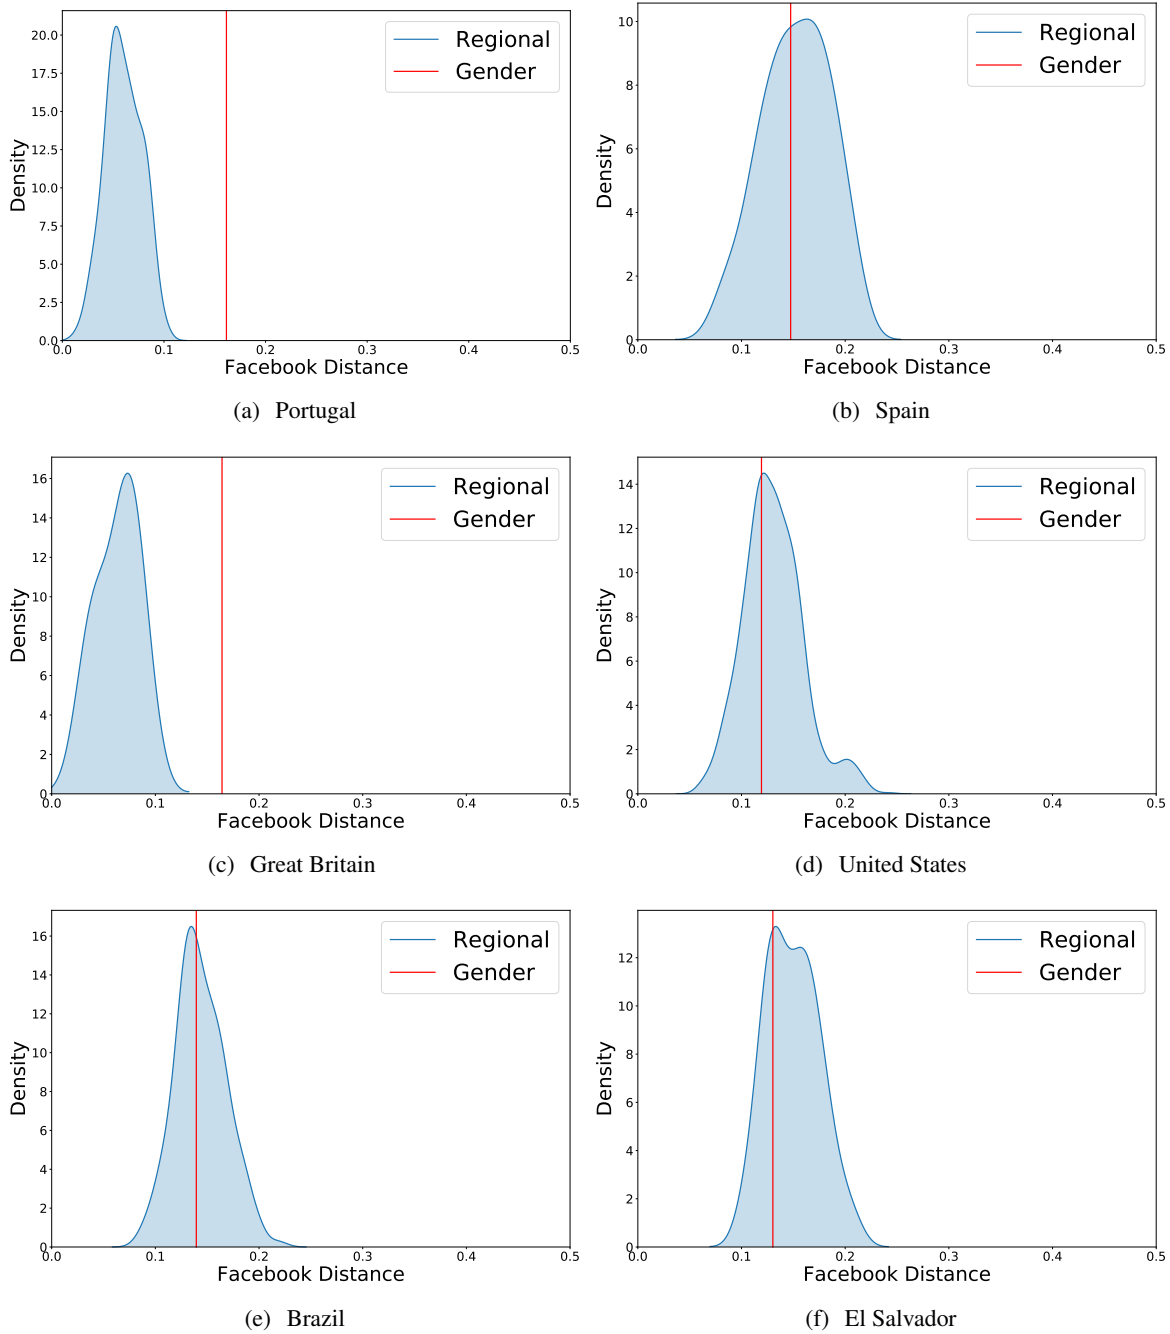 20.0
17.5
15.0
12.5
10.0
7.5
5.0
2.5
0.0
0.0 0.1 0.2 0.3 0.4 0.5
Density
Facebook Distance
Regional
Gender
(a) Portugal
10
8
6
4
2
0
0.0 0.1 0.2 0.3 0.4 0.5
Density
Facebook Distance
Regional
Gender
(b) Spain
16
14
12
10
8
6
4
2
0
0.0 0.1 0.2 0.3 0.4 0.5
Density
Facebook Distance
Regional
Gender
(c) Great Britain
14
12
10
8
6
4
2
0
0.0 0.1 0.2 0.3 0.4 0.5
Density
Facebook Distance
Regional
Gender
(d) United States
16
14
12
10
8
6
4
2
0
0.0 0.1 0.2 0.3 0.4 0.5
Density
Facebook Distance
Regional
Gender
(e) Brazil
12
10
8
6
4
2
0
0.0 0.1 0.2 0.3 0.4 0.5
Density
Facebook Distance
Regional
Gender
(f) El Salvador